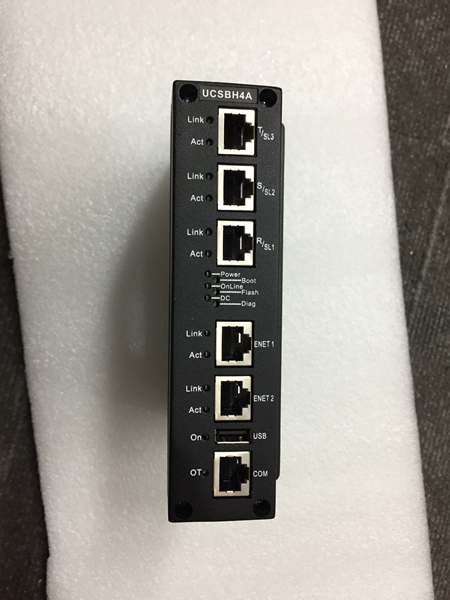 UCSBH4A
Link
T/SL3
Act
Link
S/SL2
Act
Link
R/SL1
Act
Power
Boot
OnLine
Flash
DC
Diag
Link
ENET 1
Act
Link
ENET 2
Act
On
USB
OT
COM